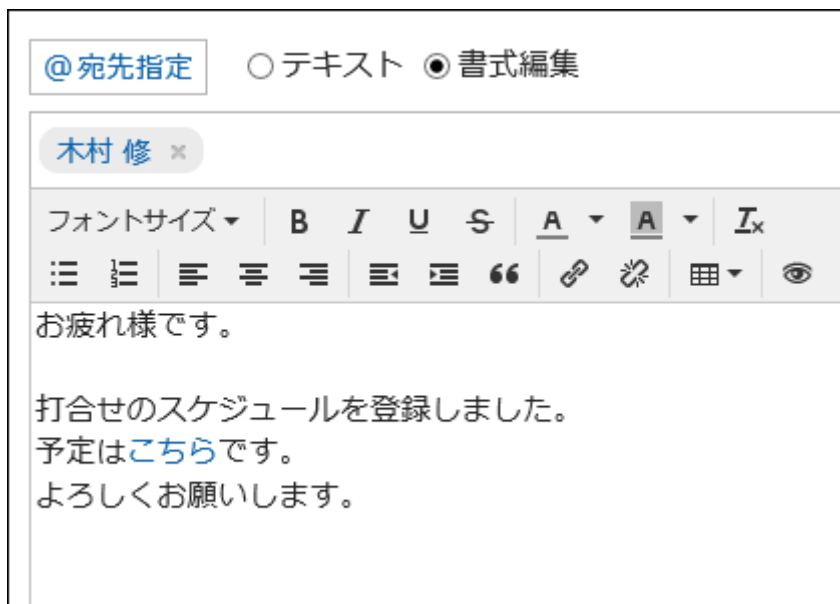 @宛先指定 テキスト 書式編集
木村 修 ×
フォントサイズ B I U S A A Ix
お疲れ様です。
打合せのスケジュールを登録しました。
予定はこちらです。
よろしくお願いします。